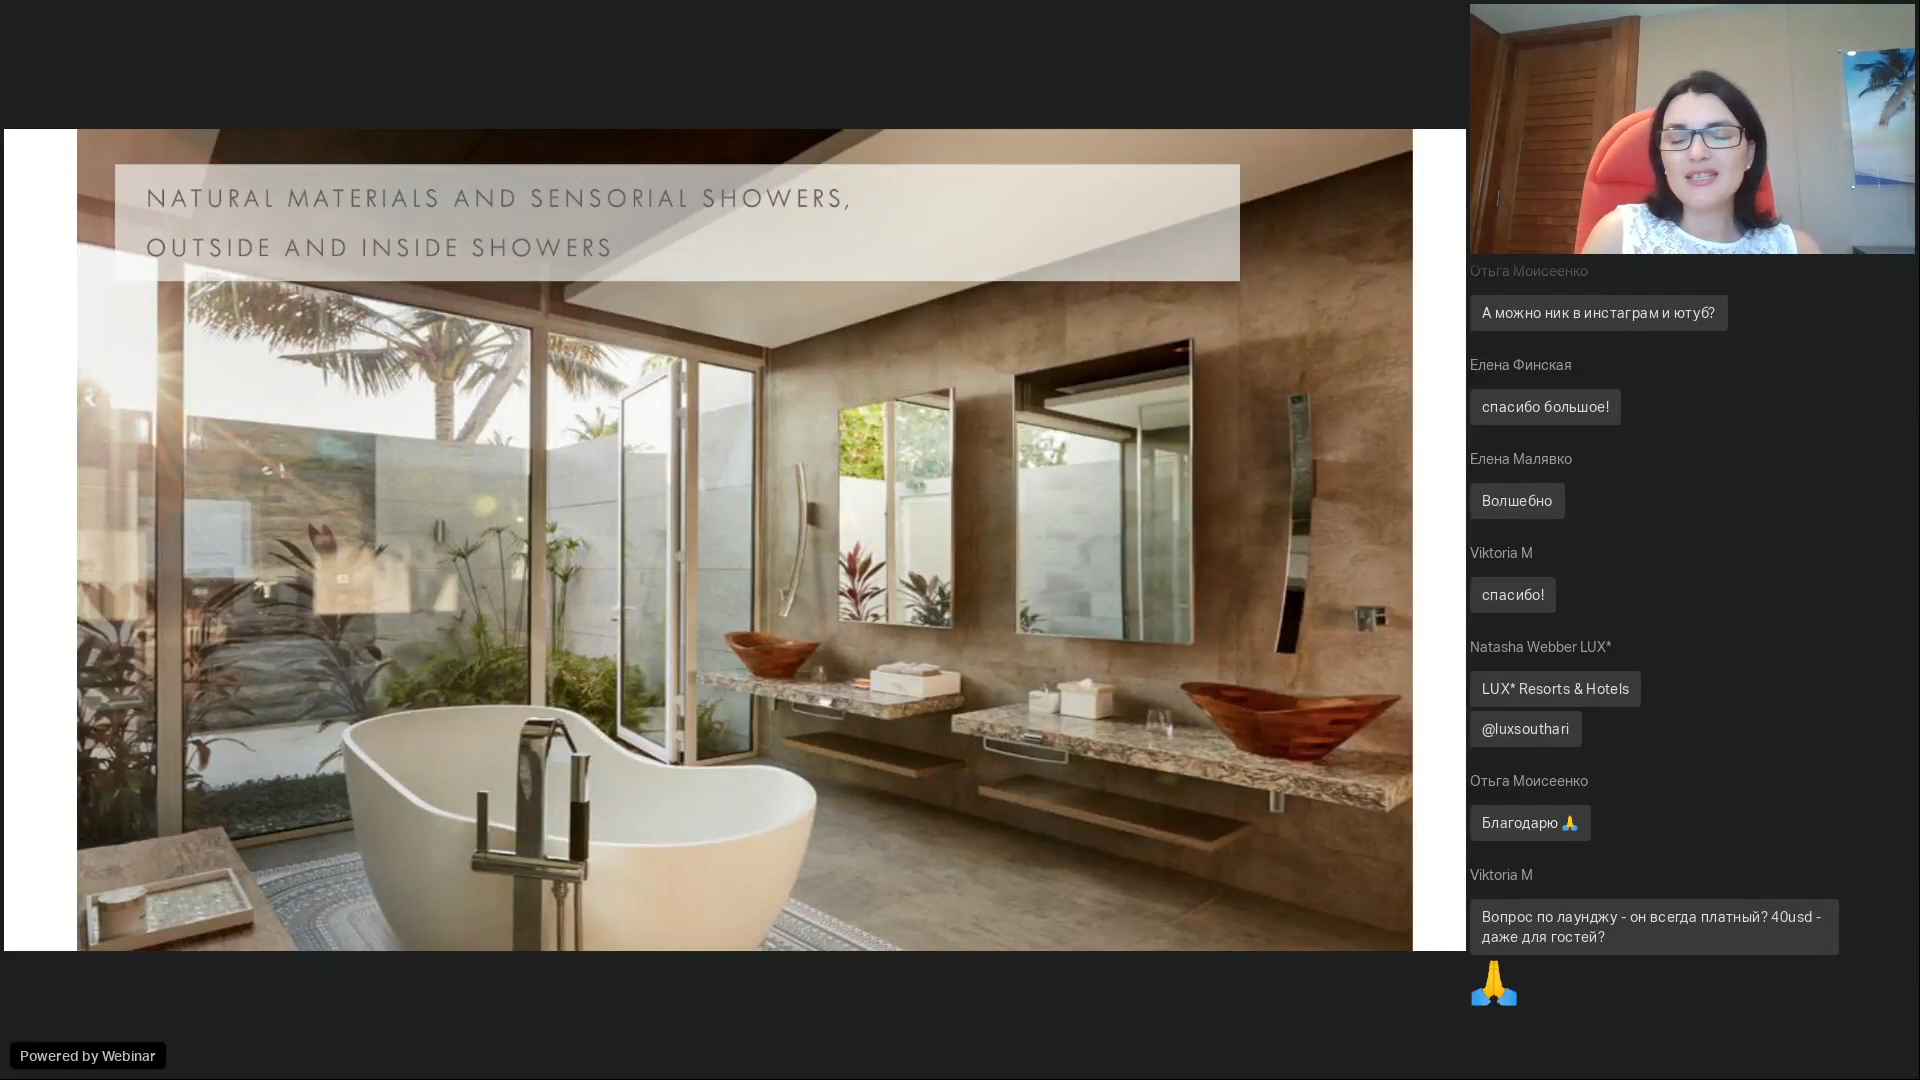 NATURAL MATERIALS AND SENSORIAL SHOWERS,
OUTSIDE AND INSIDE SHOWERS
Отьга Моисеенко
А можно ник в инстаграм и ютуб?
Елена Финская
спасибо большое!
Елена Малявко
Волшебно
Viktoria M
спасибо!
Natasha Webber LUX*
LUX* Resorts & Hotels
@luxsouthari
Отьга Моисеенко
Благодарю 🙏
Viktoria M
Вопрос по лаунджу - он всегда платный? 40usd -
даже для гостей?
🙏
Powered by Webinar